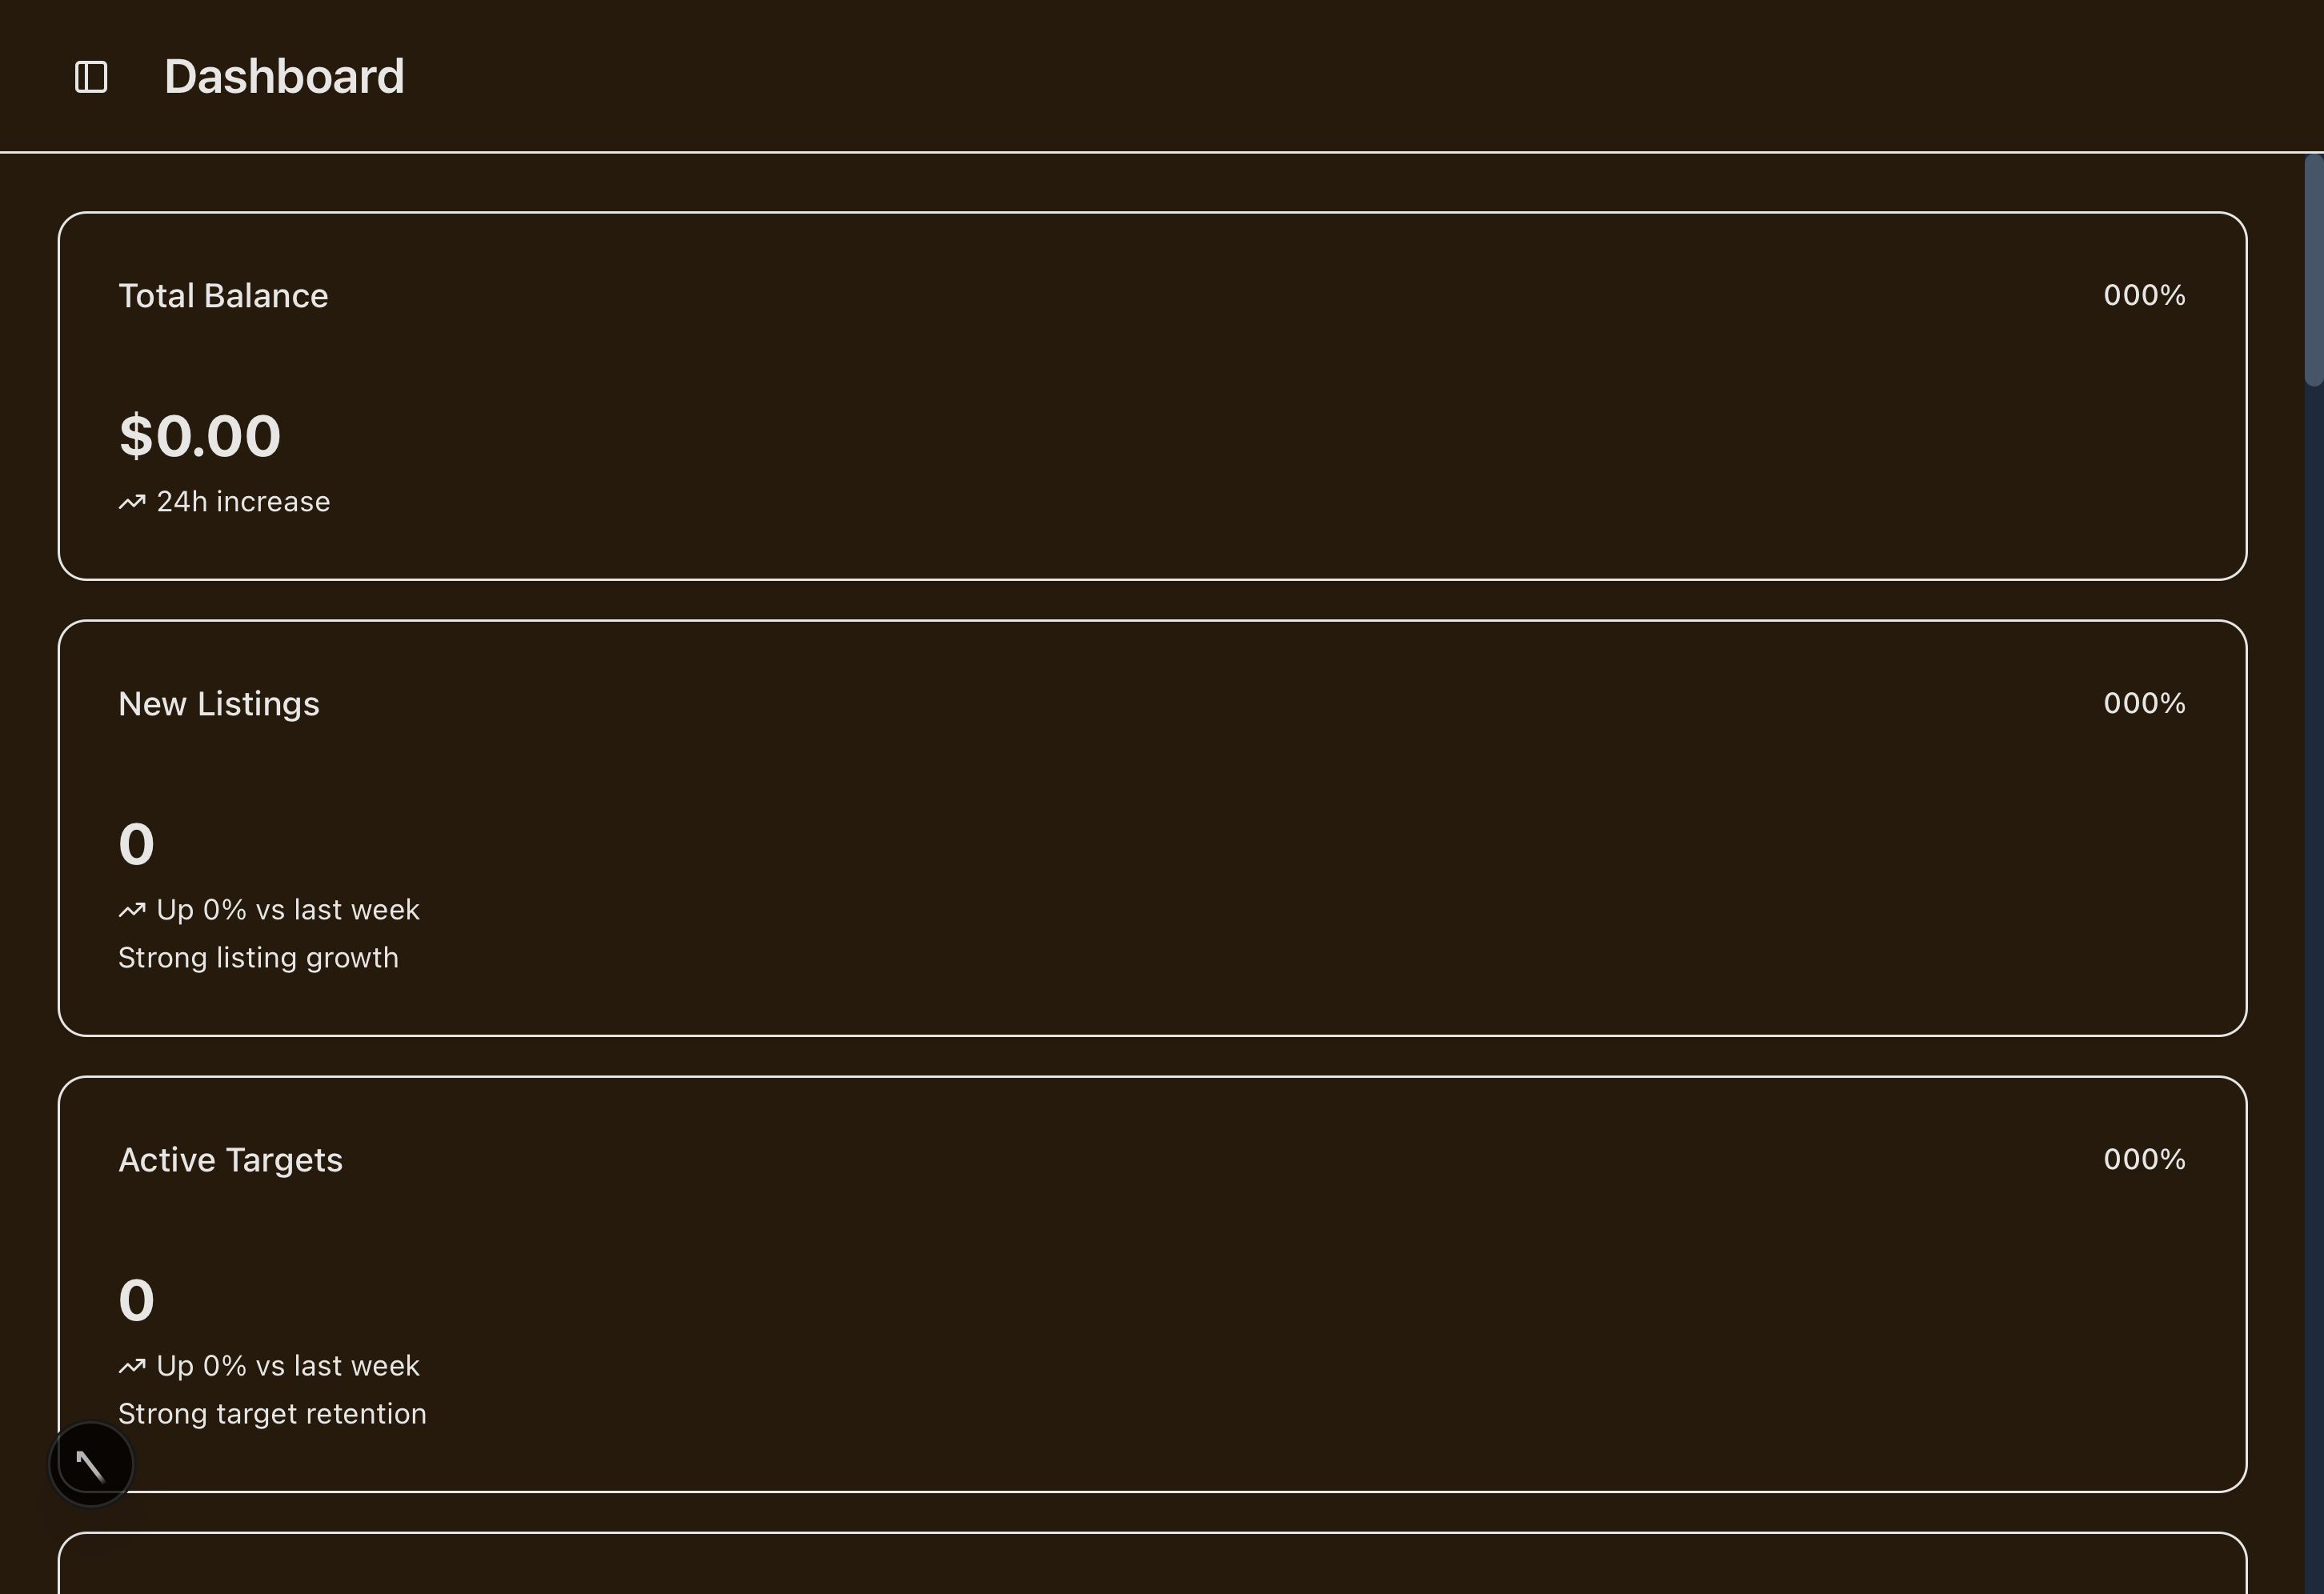 Dashboard
Total Balance
000%
$0.00
24h increase
New Listings
000%
0
Up 0% vs last week
Strong listing growth
Active Targets
000%
0
Up 0% vs last week
Strong target retention